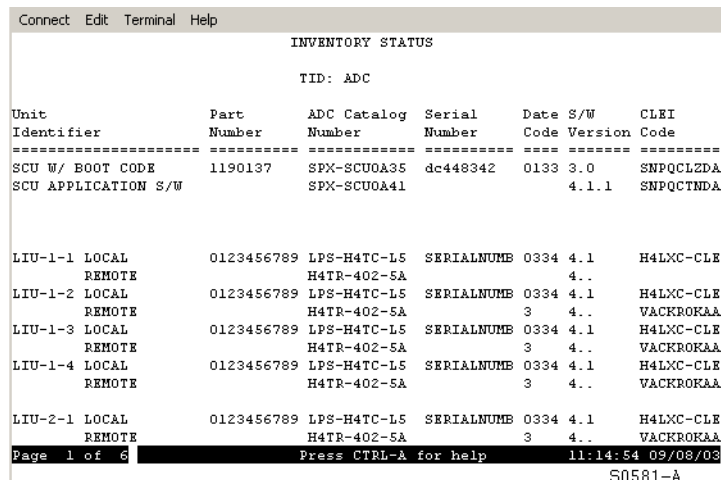 Connect Edit Terminal Help
INVENTORY STATUS
TID: ADC
Unit Part ADC Catalog Serial Date S/W CLEI
Identifier Number Number Number Code Version Code
====================== ========== ============= ========== ==== ======= =========
SCU W/ BOOT CODE 1190137 SPX-SCU0A35 dc448342 0133 3.0 SNPQCLZDA
SCU APPLICATION S/W SPX-SCU0A41 4.1.1 SNPQCTNDA
LIU-1-1 LOCAL 0123456789 LPS-H4TC-L5 SERIALNUMB 0334 4.1 H4LXC-CLE
REMOTE H4TR-402-5A 4..
LIU-1-2 LOCAL 0123456789 LPS-H4TC-L5 SERIALNUMB 0334 4.1 H4LXC-CLE
REMOTE H4TR-402-5A 3 4.. VACKROKAA
LIU-1-3 LOCAL 0123456789 LPS-H4TC-L5 SERIALNUMB 0334 4.1 H4LXC-CLE
REMOTE H4TR-402-5A 3 4.. VACKROKAA
LIU-1-4 LOCAL 0123456789 LPS-H4TC-L5 SERIALNUMB 0334 4.1 H4LXC-CLE
REMOTE H4TR-402-5A 3 4.. VACKROKAA
LIU-2-1 LOCAL 0123456789 LPS-H4TC-L5 SERIALNUMB 0334 4.1 H4LXC-CLE
REMOTE H4TR-402-5A 3 4.. VACKROKAA
Page 1 of 6 Press CTRL-A for help 11:14:54 09/08/03
S0581-A